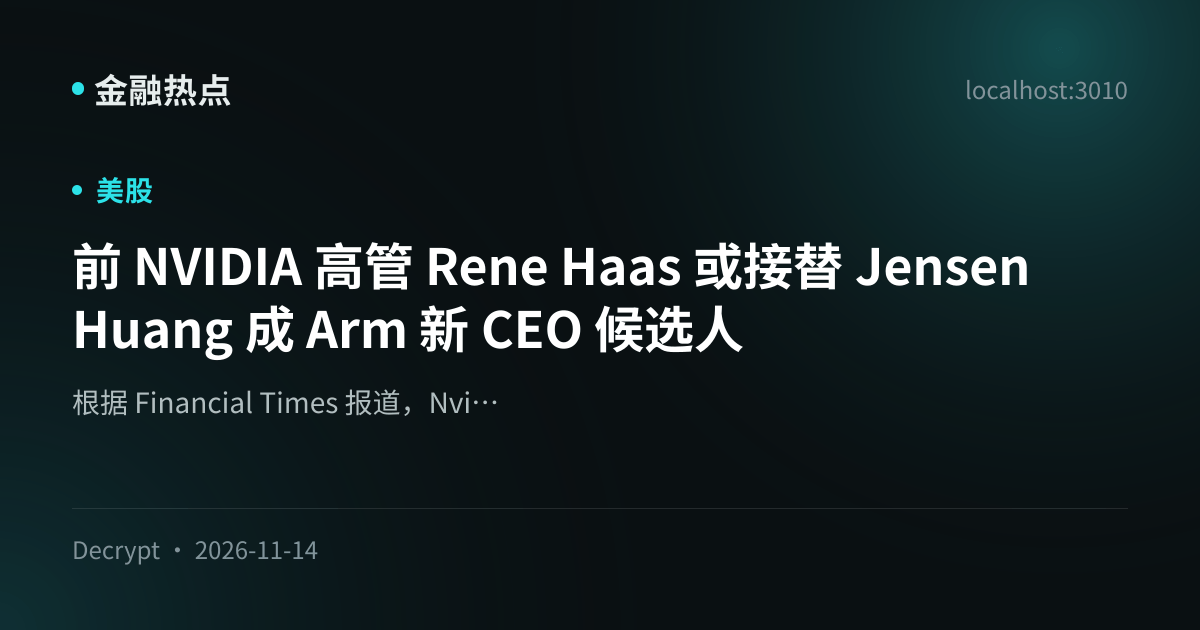 金融热点
localhost:3010
美股
前 NVIDIA 高管 Rene Haas 或接替 Jensen
Huang 成 Arm 新 CEO 候选人
根据 Financial Times 报道，Nvi…
Decrypt · 2026-11-14